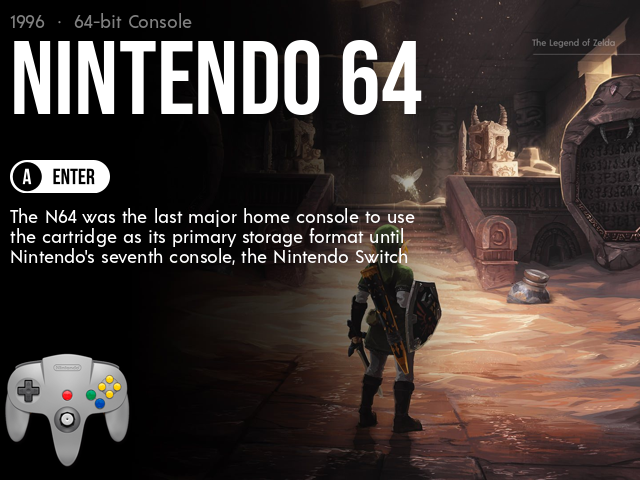 1996 · 64-bit Console
The Legend of Zelda
NINTENDO 64
A ENTER
The N64 was the last major home console to use
the cartridge as its primary storage format until
Nintendo's seventh console, the Nintendo Switch
Nintendo